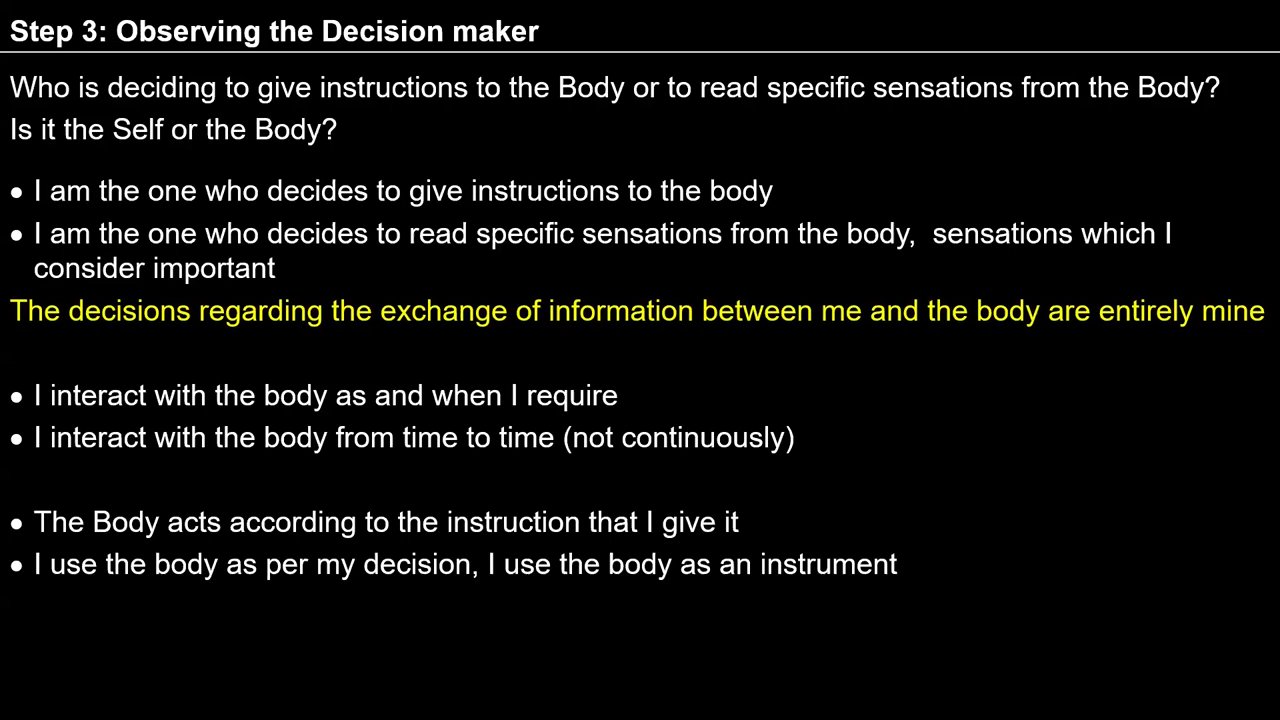 Step 3: Observing the Decision maker
Who is deciding to give instructions to the Body or to read specific sensations from the Body?
Is it the Self or the Body?
• I am the one who decides to give instructions to the body
• I am the one who decides to read specific sensations from the body,  sensations which I
consider important
The decisions regarding the exchange of information between me and the body are entirely mine
• I interact with the body as and when I require
• I interact with the body from time to time (not continuously)
• The Body acts according to the instruction that I give it
• I use the body as per my decision, I use the body as an instrument